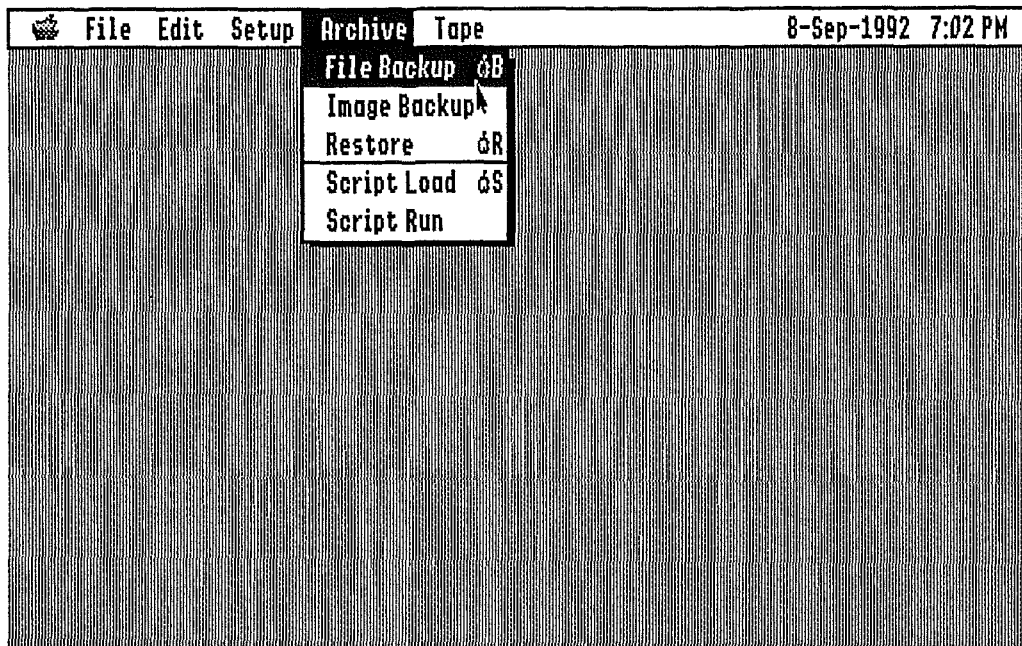 File Edit Setup Archive Tape 8-Sep-1992 7:02 PM
File Backup B
Image Backup
Restore R
Script Load S
Script Run